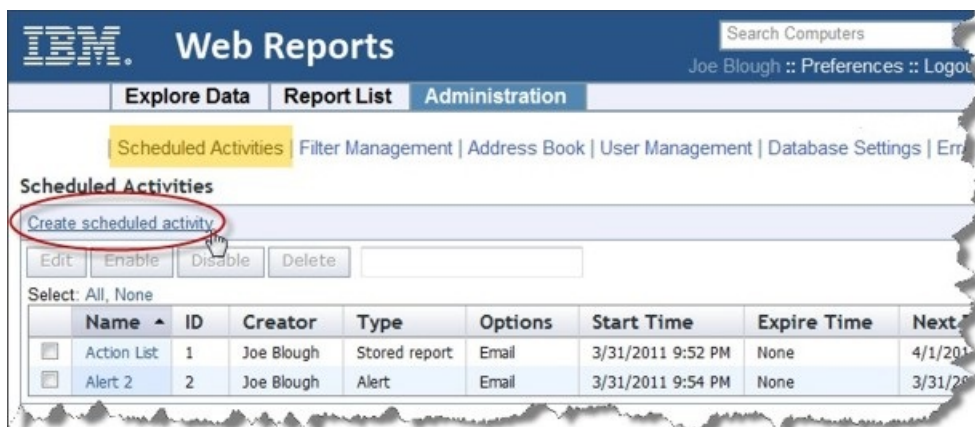 IBM. Web Reports
Search Computers
Joe Blough :: Preferences ::
Explore Data | Report List | Administration
| Scheduled Activities | Filter Management | Address Book | User Management | Database Settings |
Scheduled Activities
Create scheduled activity
Edit Enable Disable Delete
Select: All, None
Name ID Creator Type Options Start Time Expire Time
Action List 1 Joe Blough Stored report Email 3/31/2011 9:52 PM None
Alert 2 2 Joe Blough Alert Email 3/31/2011 9:54 PM None